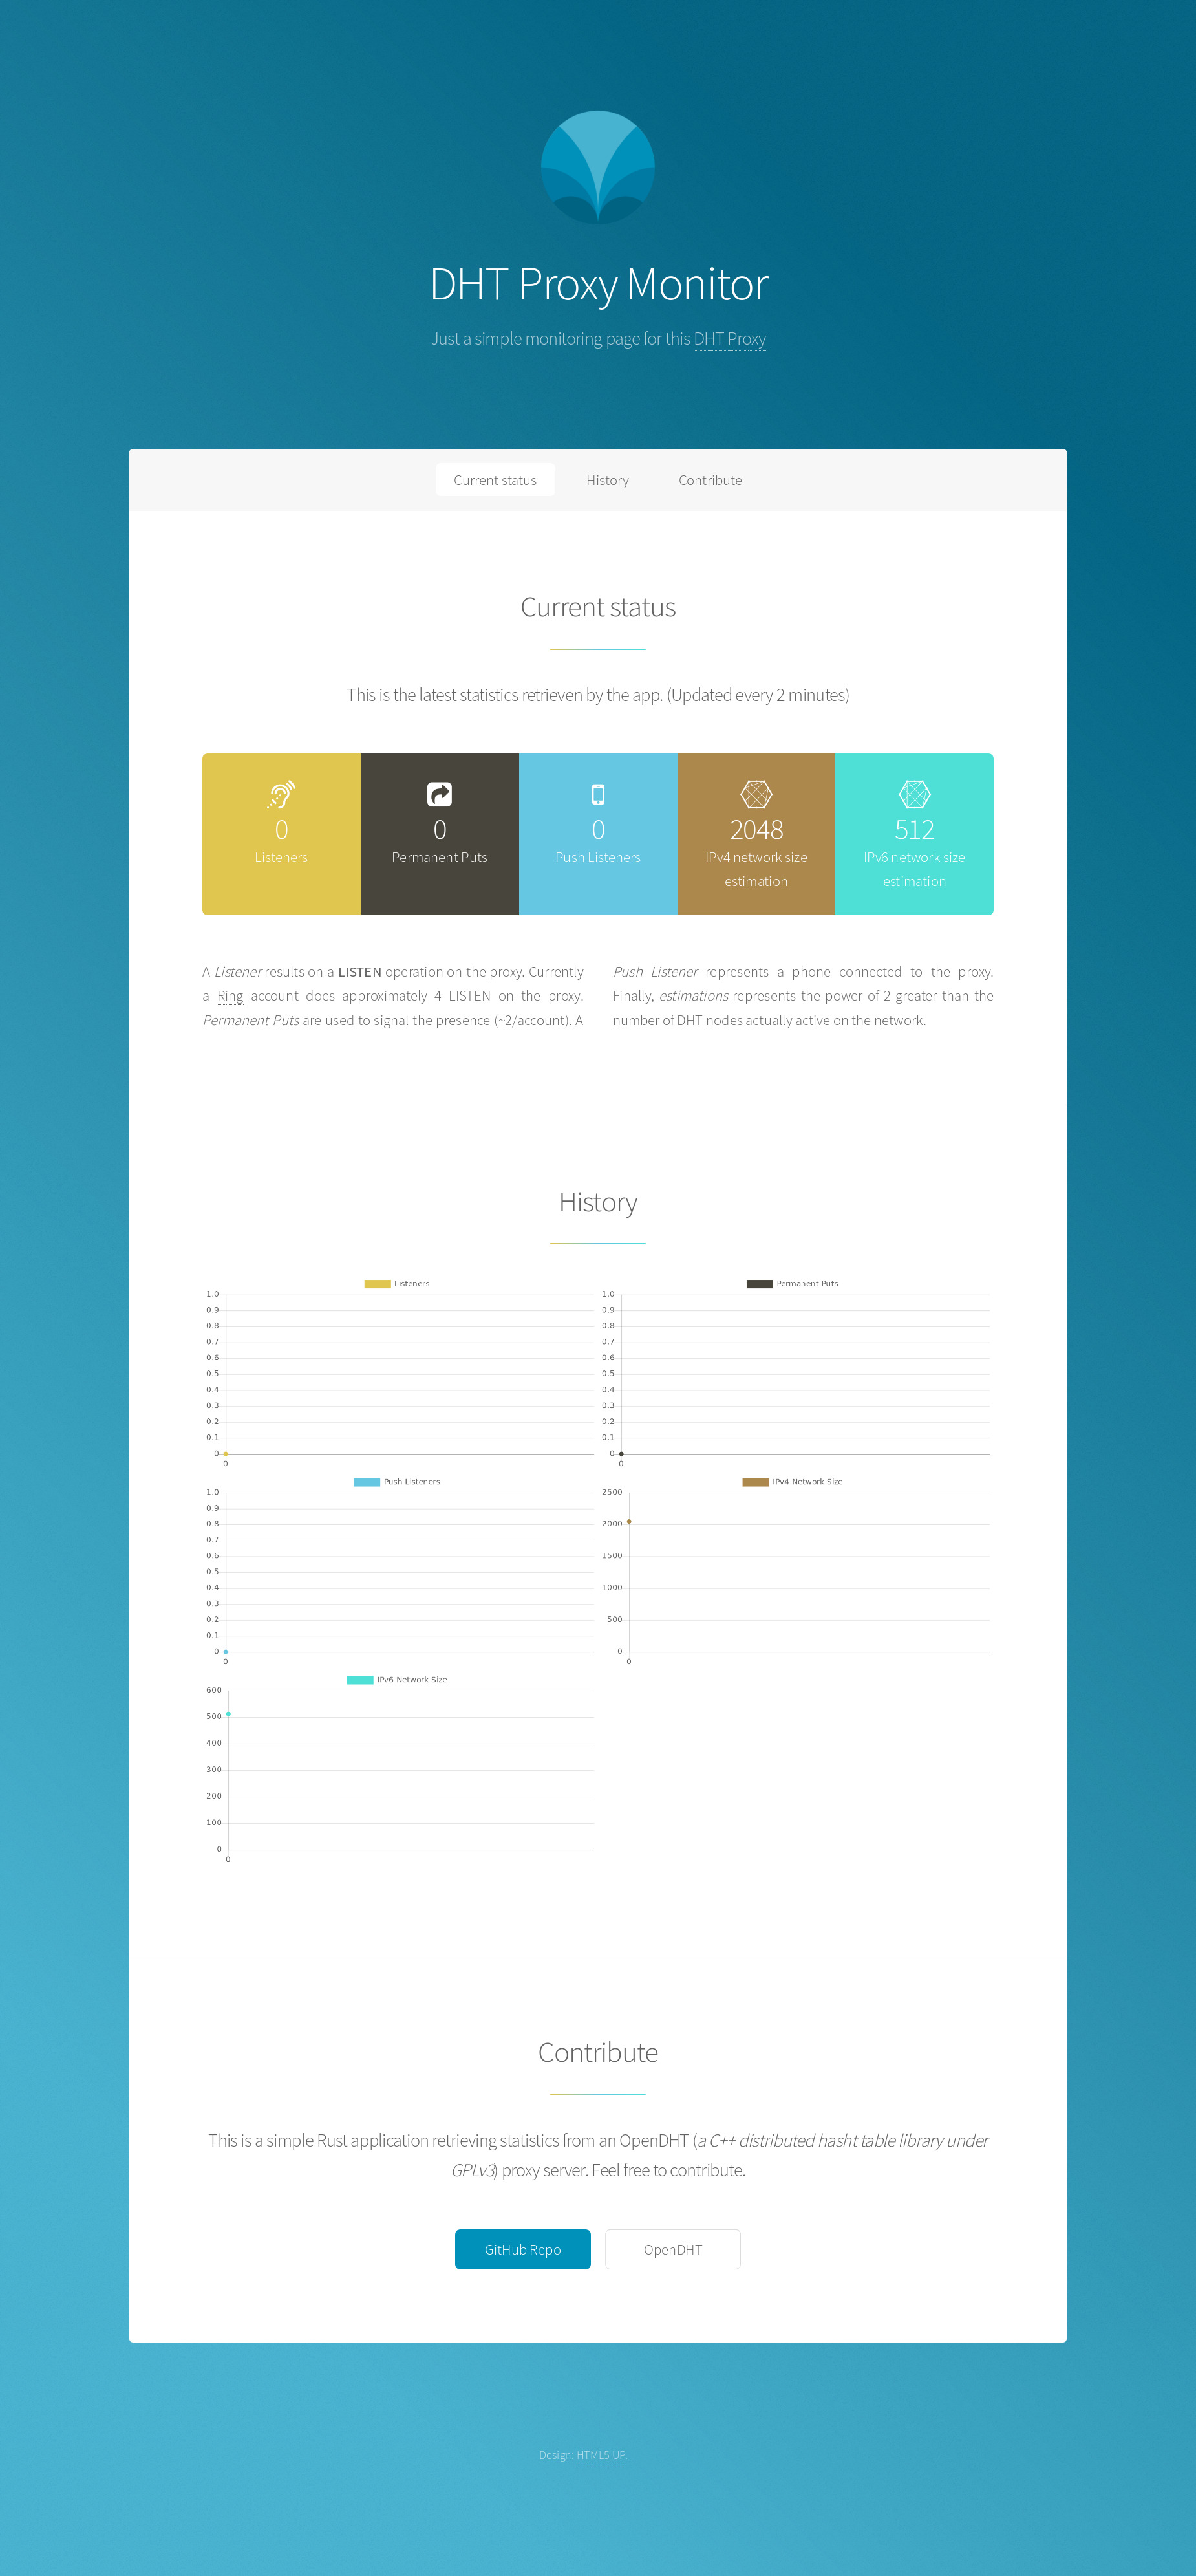 DHT Proxy Monitor
Just a simple monitoring page for this DHT Proxy
Current status
History
Contribute
Current status
This is the latest statistics retrieven by the app. (Updated every 2 minutes)
0
Listeners
0
Permanent Puts
0
Push Listeners
2048
IPv4 network size
estimation
512
IPv6 network size
estimation
A Listener results on a LISTEN operation on the proxy. Currently
a Ring account does approximately 4 LISTEN on the proxy.
Permanent Puts are used to signal the presence (~2/account). A
Push Listener represents a phone connected to the proxy.
Finally, estimations represents the power of 2 greater than the
number of DHT nodes actually active on the network.
History
Listeners
1.0
0.9
0.8
0.7
0.6
0.5
0.4
0.3
0.2
0.1
0
0
Permanent Puts
1.0
0.9
0.8
0.7
0.6
0.5
0.4
0.3
0.2
0.1
0
0
Push Listeners
1.0
0.9
0.8
0.7
0.6
0.5
0.4
0.3
0.2
0.1
0
0
IPv4 Network Size
2500
2000
1500
1000
500
0
0
IPv6 Network Size
600
500
400
300
200
100
0
0
Contribute
This is a simple Rust application retrieving statistics from an OpenDHT (a C++ distributed hasht table library under
GPLv3) proxy server. Feel free to contribute.
GitHub Repo
OpenDHT
Design: HTML5 UP.